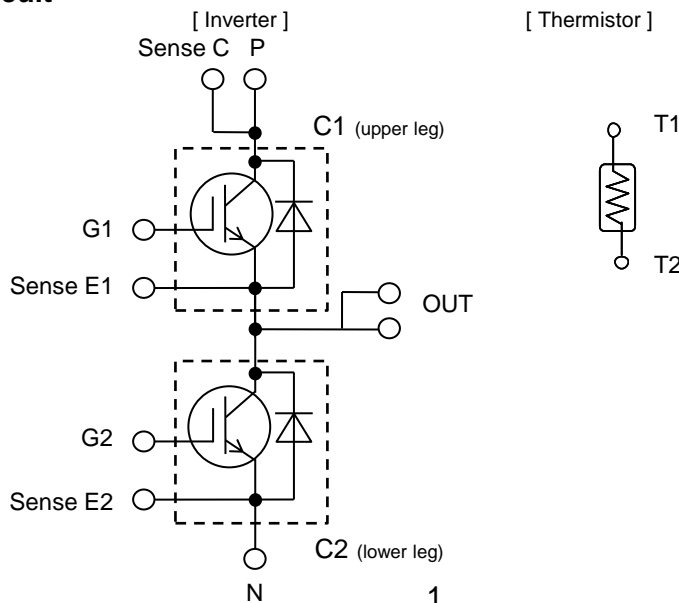 [ Inverter ]
[ Thermistor ]
Sense C P
C1 (upper leg)
T1
G1
Sense E1
T2
OUT
G2
Sense E2
C2 (lower leg)
N
1